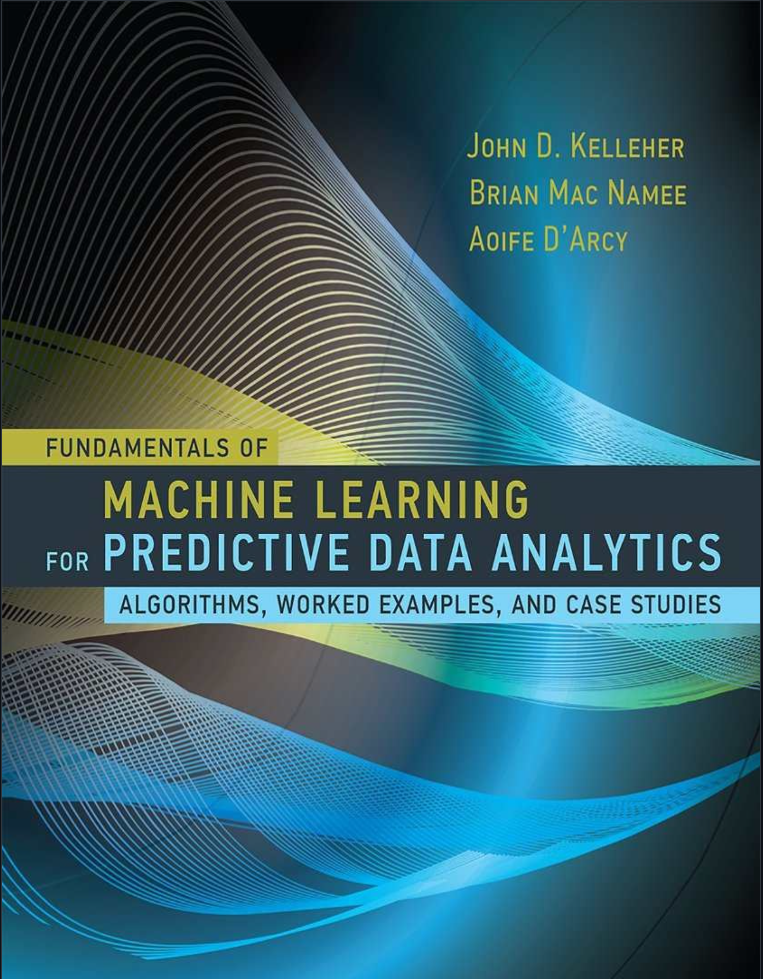 JOHN D. KELLEHER
BRIAN MAC NAMEE
AOIFE D'ARCY
FUNDAMENTALS OF
MACHINE LEARNING
FOR PREDICTIVE DATA ANALYTICS
ALGORITHMS, WORKED EXAMPLES, AND CASE STUDIES